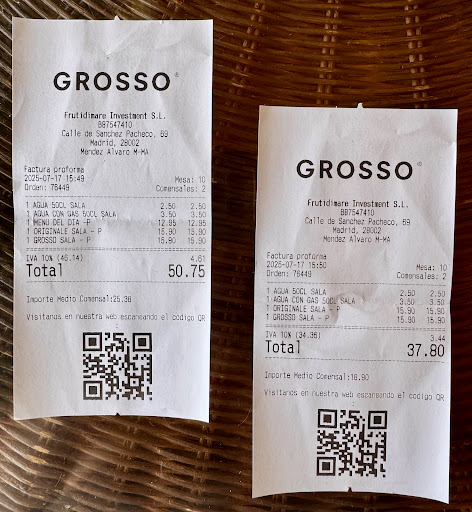 GROSSO®
Frutidimare Investment S.L.
B87547410
Calle de Sanchez Pacheco, 69
Madrid, 28002
Mendez Alvaro M-MA
Factura proforma
2025-07-17 15:49 Mesa: 10
Orden: 76449 Comensales: 2
1 AGUA 50CL SALA 2.50 2.50
1 AGUA CON GAS 50CL SALA 3.50 3.50
1 MENU DEL DIA -P 12.95 12.95
1 ORIGINALE SALA - P 15.90 15.90
1 GROSSO SALA - P 15.90 15.90
IVA 10% (46.14) 4.61
Total 50.75
Importe Medio Comensal:25.38
Visitanos en nuestra web escaneando el codigo QR
GROSSO®
Frutidimare Investment S.L.
B87547410
Calle de Sanchez Pacheco, 69
Madrid, 28002
Mendez Alvaro M-MA
Factura proforma
2025-07-17 15:50 Mesa: 10
Orden: 76449 Comensales: 2
1 AGUA 50CL SALA 2.50 2.50
1 AGUA CON GAS 50CL SALA 3.50 3.50
1 ORIGINALE SALA - P 15.90 15.90
1 GROSSO SALA - P 15.90 15.90
IVA 10% (34.36) 3.44
Total 37.80
Importe Medio Comensal:18.90
Visitanos en nuestra web escaneando el codigo QR